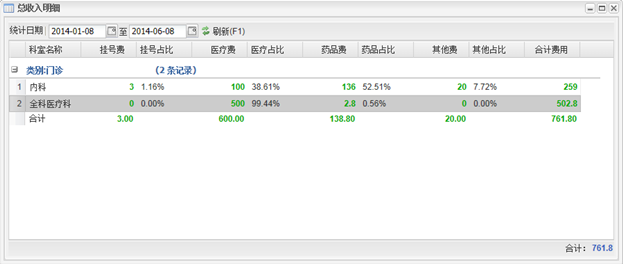 总收入明细
统计日期 2014-01-08 至 2014-06-08 刷新(F1)
科室名称 挂号费 挂号占比 医疗费 医疗占比 药品费 药品占比 其他费 其他占比 合计费用
类别:门诊 (2 条记录)
1 内科 3 1.16% 100 38.61% 136 52.51% 20 7.72% 259
2 全科医疗科 0 0.00% 500 99.44% 2.8 0.56% 0 0.00% 502.8
合计 3.00 600.00 138.80 20.00 761.80
合计: 761.8